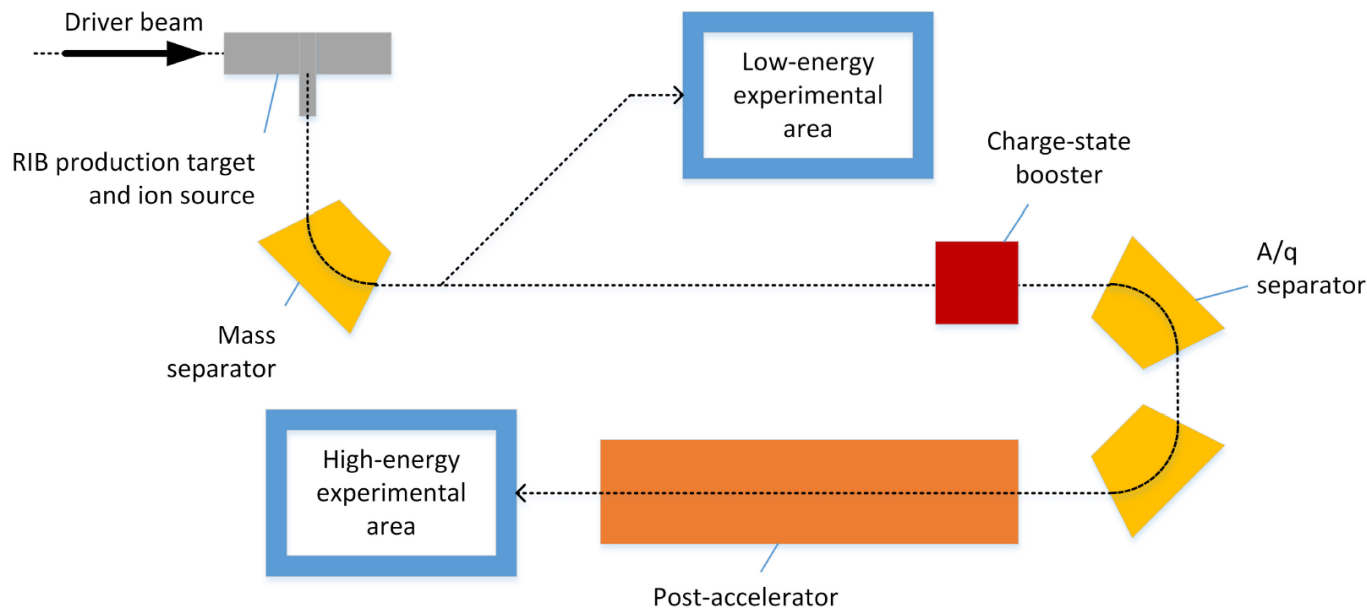 Driver beam
RIB production target
and ion source
Mass
separator
Low-energy
experimental
area
Charge-state
booster
A/q
separator
High-energy
experimental
area
Post-accelerator